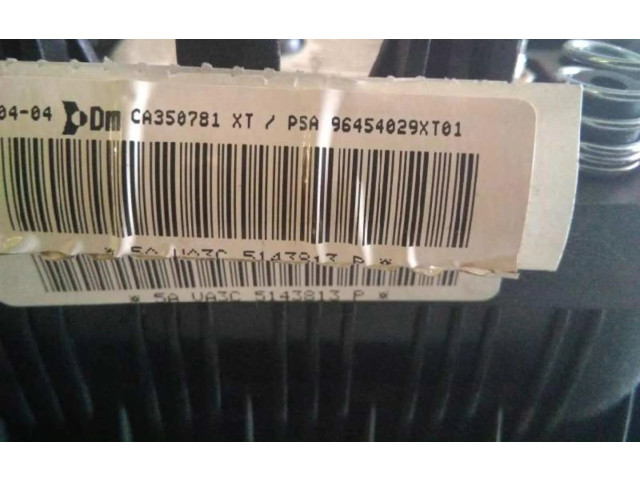 04-04 Dm CA350781 XT / PSA 96454029XT01
* 5A VA3C 5143813 P *
* 5A VA3C 5143813 P *